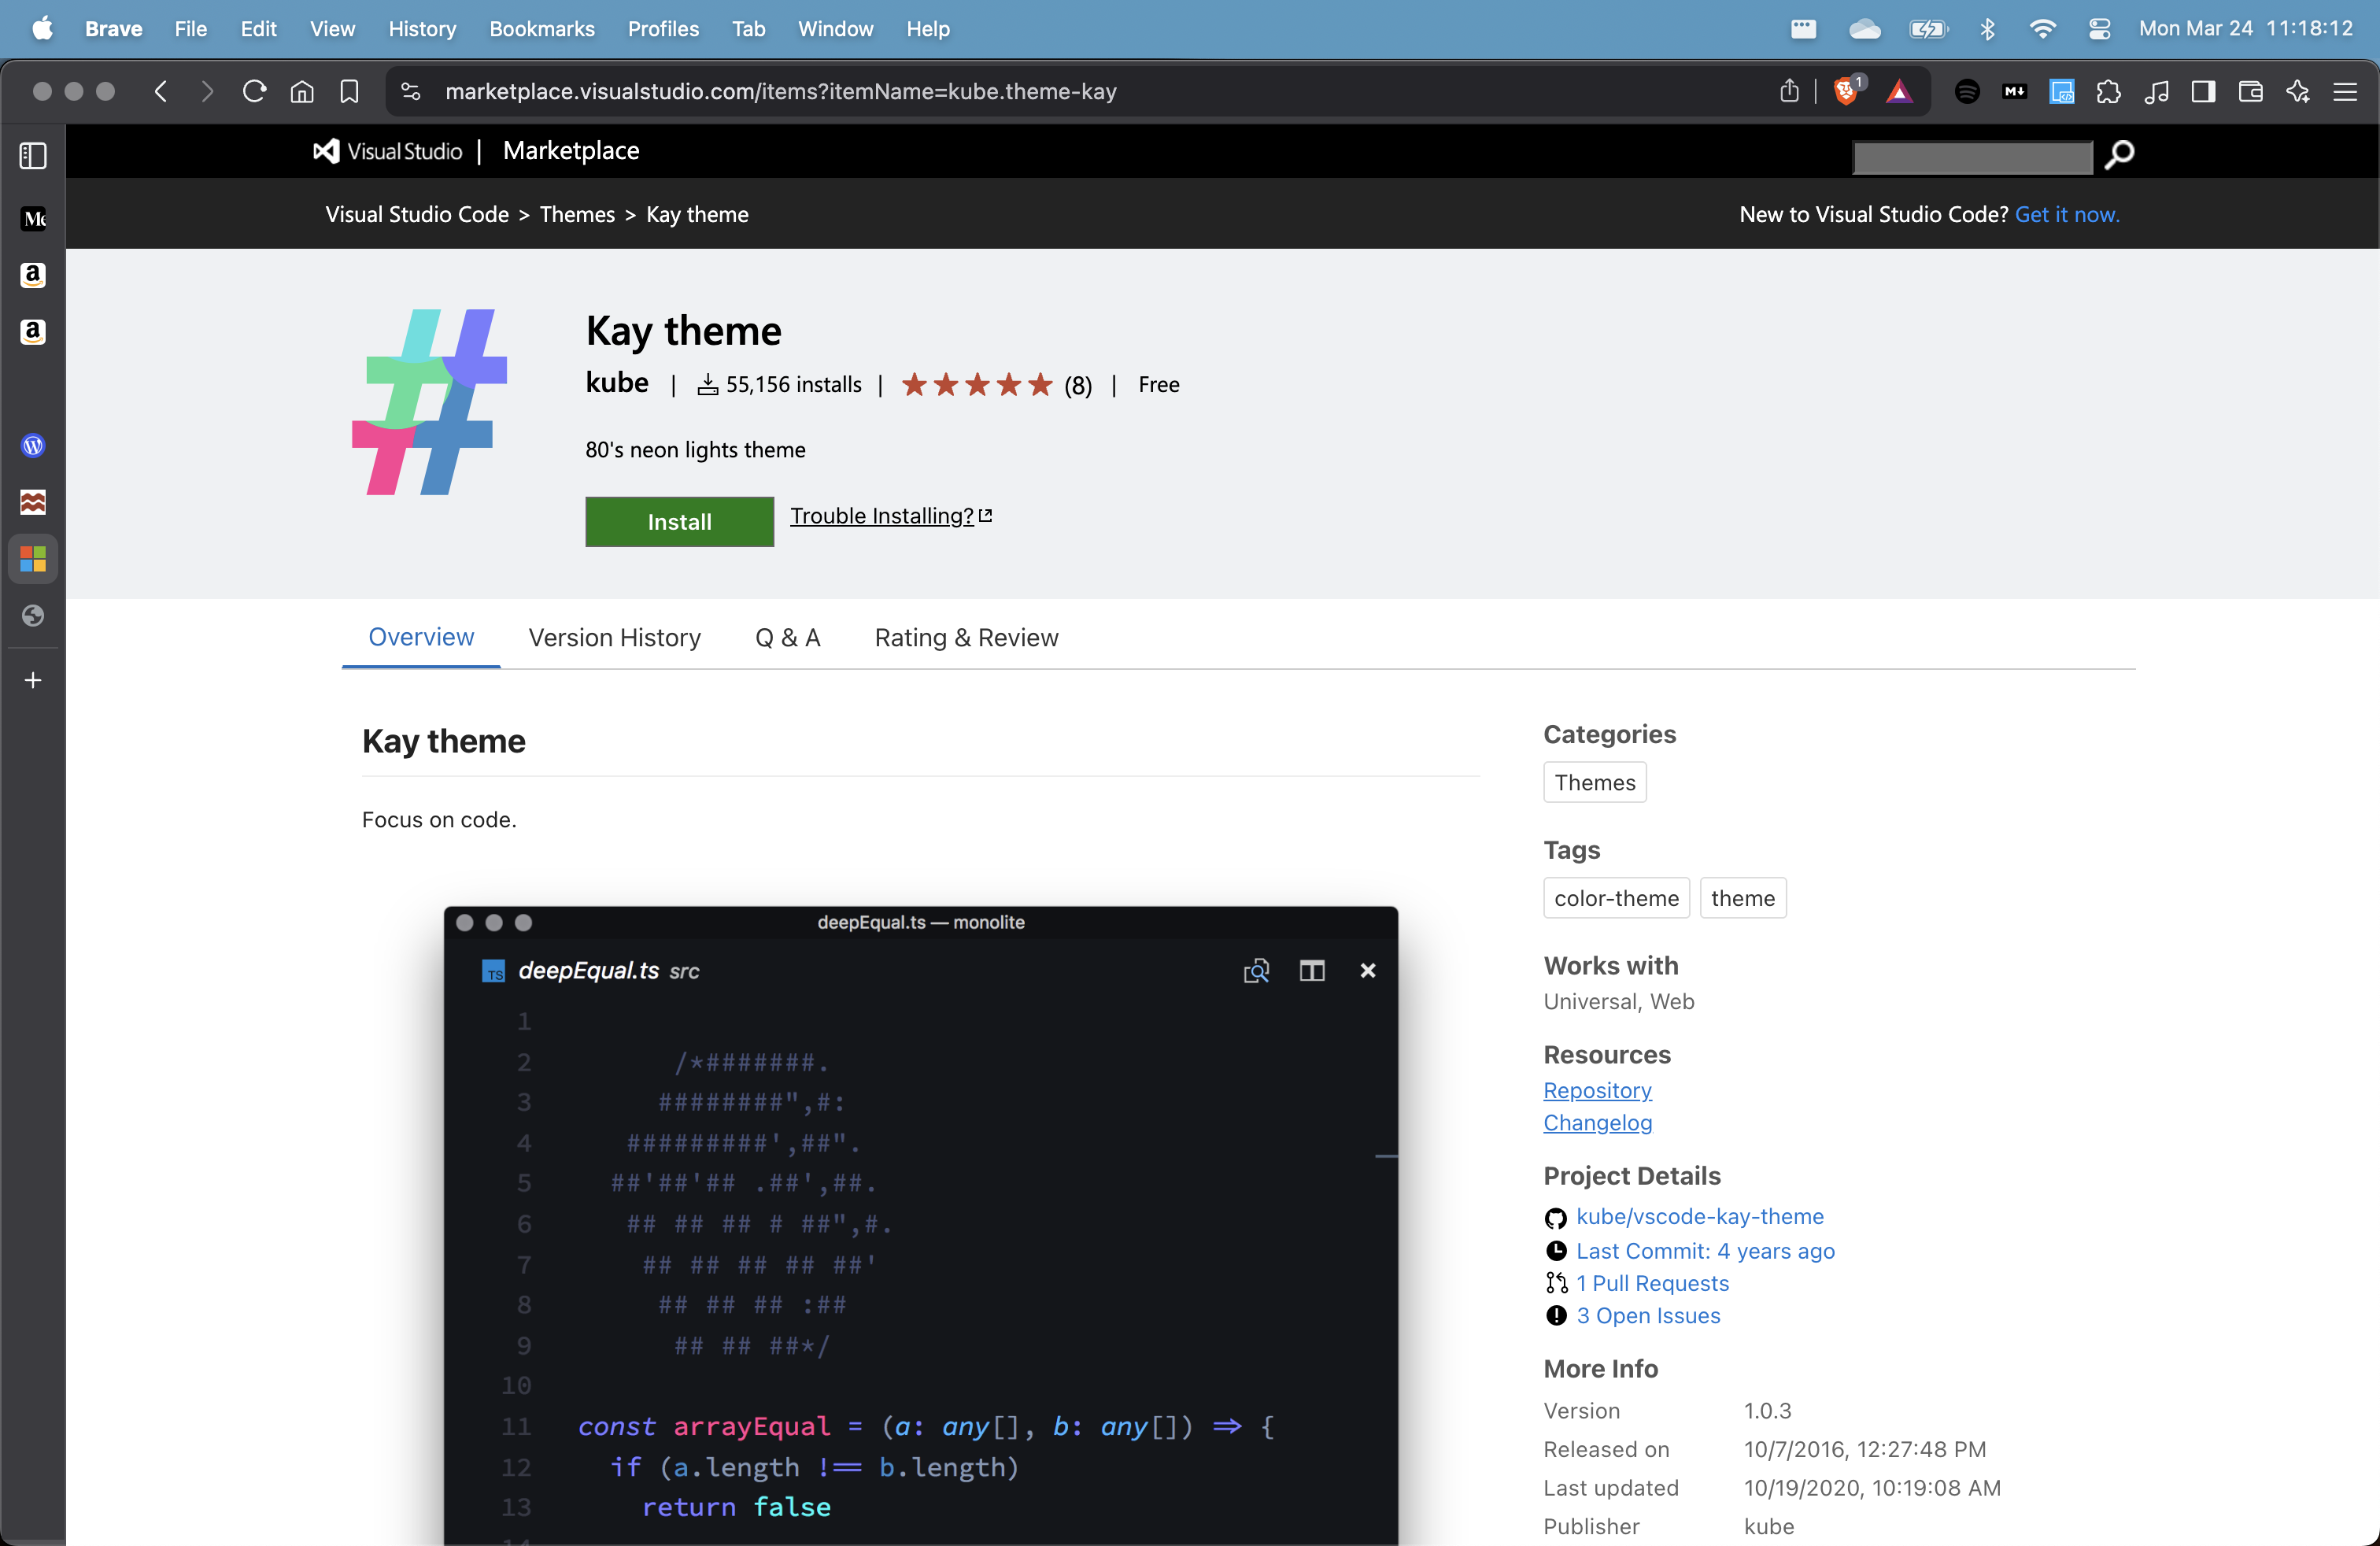 Brave File Edit View History Bookmarks Profiles Tab Window Help Mon Mar 24 11:18:12
marketplace.visualstudio.com/items?itemName=kube.theme-kay 1 M↓
Visual Studio | Marketplace
Visual Studio Code > Themes > Kay theme New to Visual Studio Code? Get it now.
Me
a
a
W
Kay theme
kube | 55,156 installs | (8) | Free
80's neon lights theme
Install Trouble Installing?
Overview Version History Q & A Rating & Review
Kay theme
Focus on code.
deepEqual.ts — monolite
TS deepEqual.ts src
1
2 /*#######.
3 ########",#:
4 #########',##".
5 ##'##'## .##',##.
6 ## ## ## # ##",#.
7 ## ## ## ## ##'
8 ## ## ## :##
9 ## ## ##*/
10
11 const arrayEqual = (a: any[], b: any[]) => {
12 if (a.length !== b.length)
13 return false
Categories
Themes
Tags
color-theme theme
Works with
Universal, Web
Resources
Repository
Changelog
Project Details
kube/vscode-kay-theme
Last Commit: 4 years ago
1 Pull Requests
3 Open Issues
More Info
Version 1.0.3
Released on 10/7/2016, 12:27:48 PM
Last updated 10/19/2020, 10:19:08 AM
Publisher kube